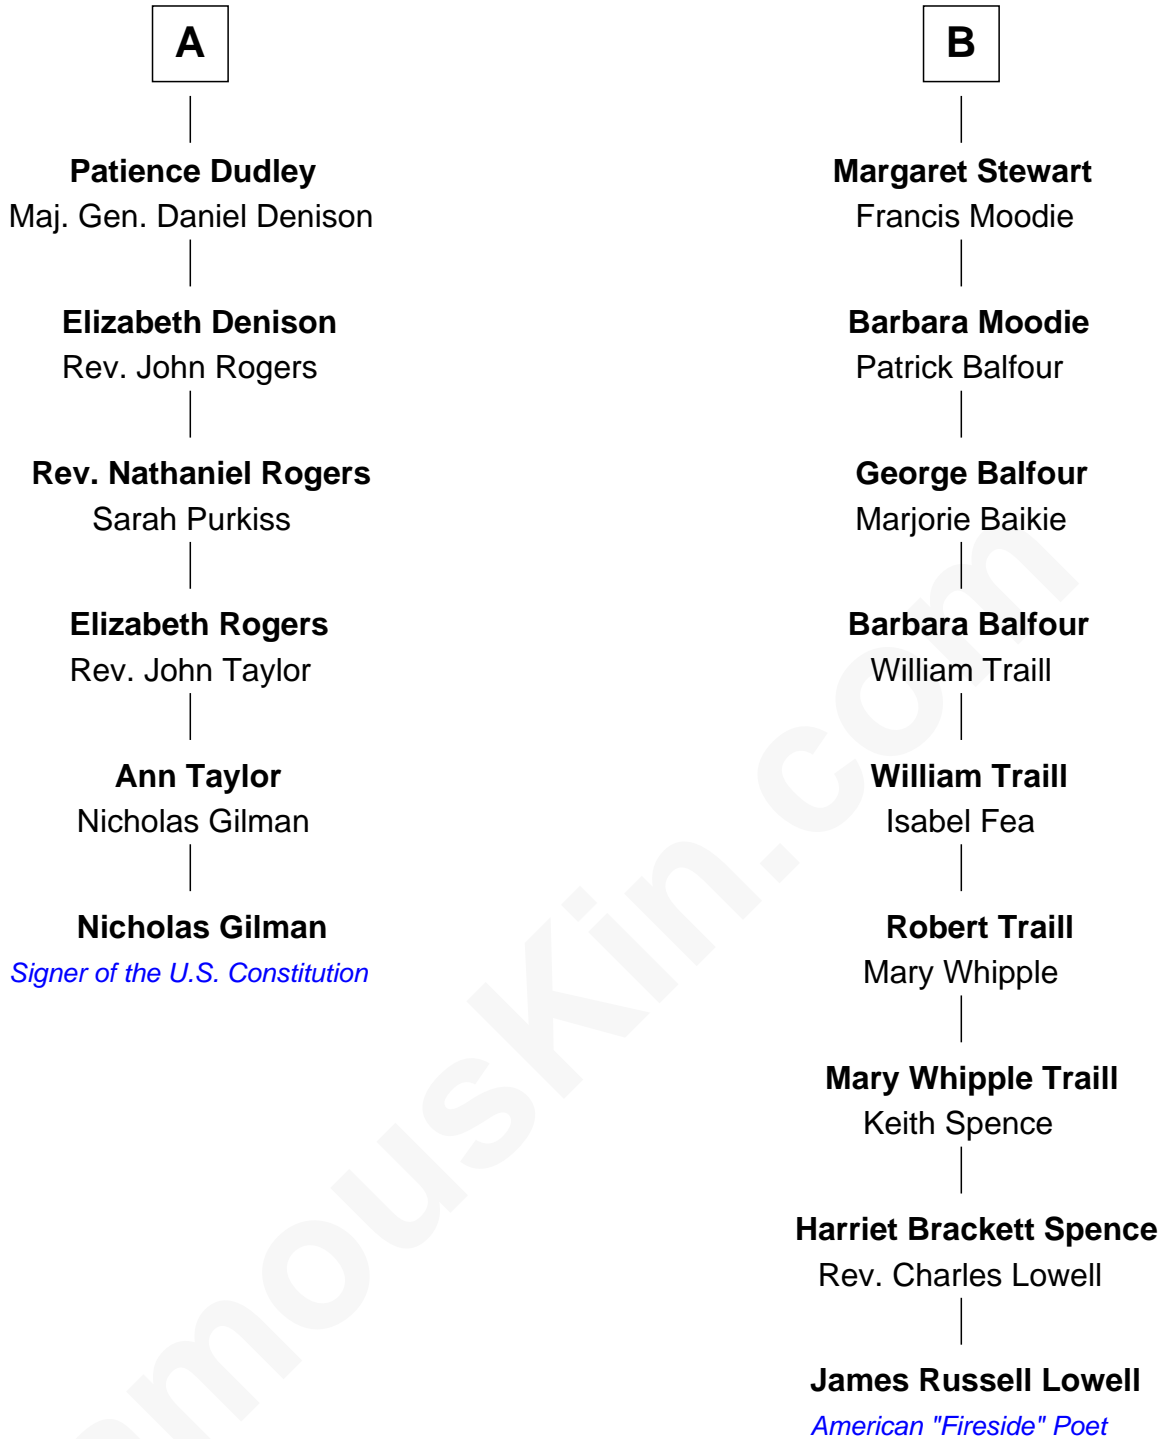 A
Patience Dudley
Maj. Gen. Daniel Denison
Elizabeth Denison
Rev. John Rogers
Rev. Nathaniel Rogers
Sarah Purkiss
Elizabeth Rogers
Rev. John Taylor
Ann Taylor
Nicholas Gilman
Nicholas Gilman
Signer of the U.S. Constitution
B
Margaret Stewart
Francis Moodie
Barbara Moodie
Patrick Balfour
George Balfour
Marjorie Baikie
Barbara Balfour
William Traill
William Traill
Isabel Fea
Robert Traill
Mary Whipple
Mary Whipple Traill
Keith Spence
Harriet Brackett Spence
Rev. Charles Lowell
James Russell Lowell
American "Fireside" Poet
amouskin.com